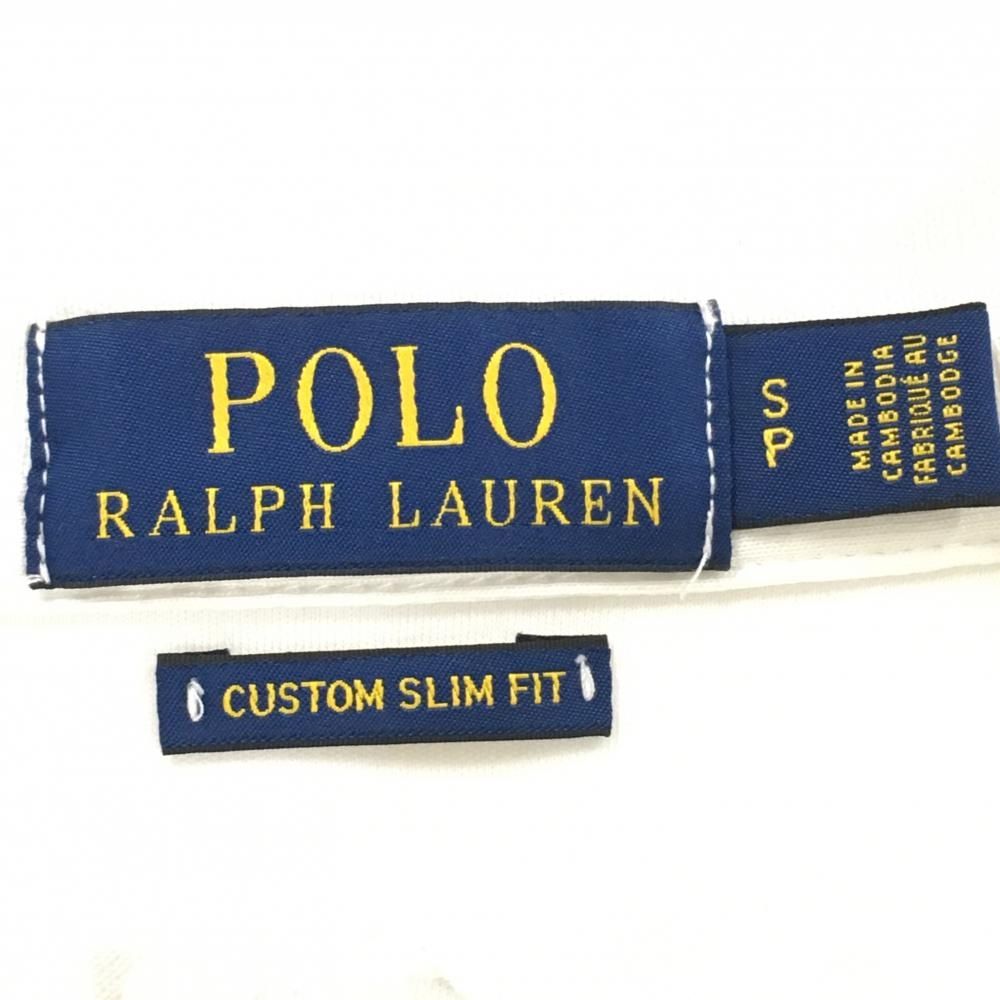 POLO
RALPH LAUREN
S
P
MADE IN
CAMBODIA
FABRIQUÉ AU
CAMBODGE
CUSTOM SLIM FIT